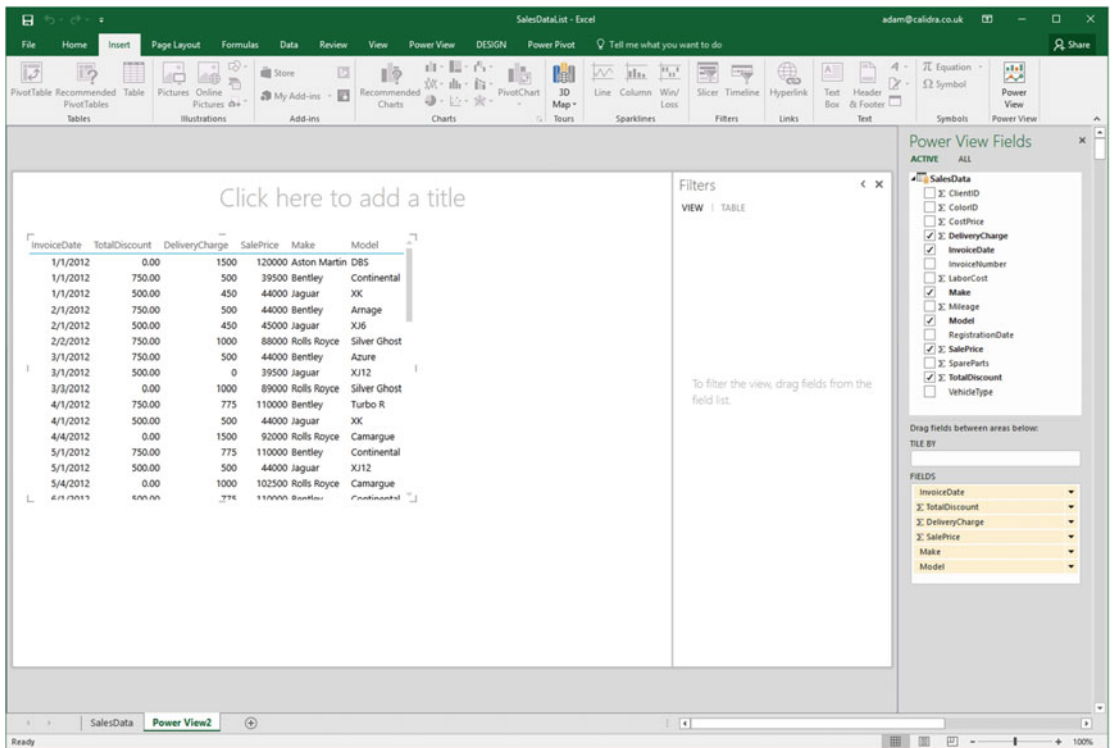 SalesDataList - Excel
adam@calidra.co.uk
File Home Insert Page Layout Formulas Data Review View Power View DESIGN Power Pivot Tell me what you want to do Share
PivotTable Recommended PivotTables Table
Tables
Pictures Online Pictures
Illustrations
Store
My Add-ins
Add-ins
Recommended Charts PivotChart
Charts
3D Map
Tours
Line Column Win/ Loss
Sparklines
Slicer Timeline
Filters
Hyperlink
Links
Text Box Header & Footer
Text
π Equation
Ω Symbol
Symbols
Power View
Power View
Click here to add a title
InvoiceDate TotalDiscount DeliveryCharge SalePrice Make Model
1/1/2012 0.00 1500 120000 Aston Martin DBS
1/1/2012 750.00 500 39500 Bentley Continental
1/1/2012 500.00 450 44000 Jaguar XK
2/1/2012 750.00 500 44000 Bentley Arnage
2/1/2012 500.00 450 45000 Jaguar XJ6
2/2/2012 750.00 1000 88000 Rolls Royce Silver Ghost
3/1/2012 750.00 500 44000 Bentley Azure
3/1/2012 500.00 0 39500 Jaguar XJ12
3/3/2012 0.00 1000 89000 Rolls Royce Silver Ghost
4/1/2012 750.00 775 110000 Bentley Turbo R
4/1/2012 500.00 500 44000 Jaguar XK
4/4/2012 0.00 1500 92000 Rolls Royce Camargue
5/1/2012 750.00 775 110000 Bentley Continental
5/1/2012 500.00 500 44000 Jaguar XJ12
5/4/2012 0.00 1000 102500 Rolls Royce Camargue
6/1/2012 500.00 775 110000 Bentley Continental
Filters
VIEW | TABLE
To filter the view, drag fields from the
field list.
Power View Fields
ACTIVE ALL
SalesData
Σ ClientID
Σ ColorID
Σ CostPrice
Σ DeliveryCharge
InvoiceDate
InvoiceNumber
Σ LaborCost
Make
Σ Mileage
Model
RegistrationDate
Σ SalePrice
Σ SpareParts
Σ TotalDiscount
VehicleType
Drag fields between areas below:
TILE BY
FIELDS
InvoiceDate
Σ TotalDiscount
Σ DeliveryCharge
Σ SalePrice
Make
Model
SalesData Power View2
Ready
100%